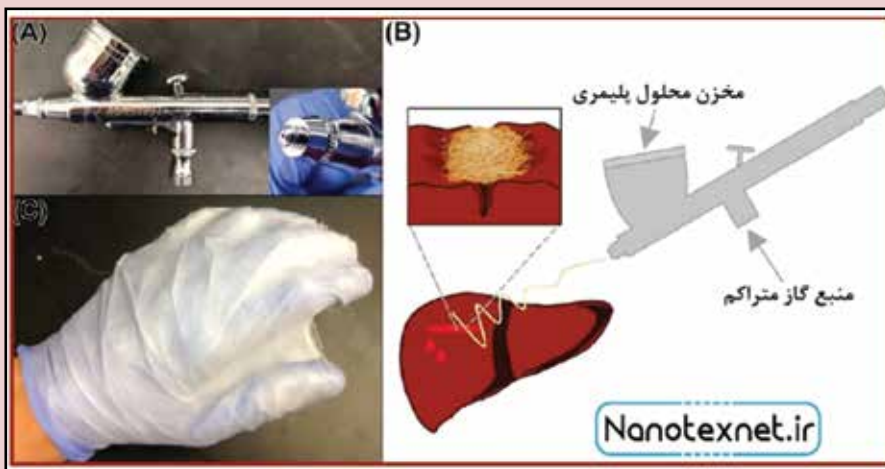 (A)
(B)
مخزن محلول پلیمری
منبع گاز متراکم
(C)
Nanotexnet.ir